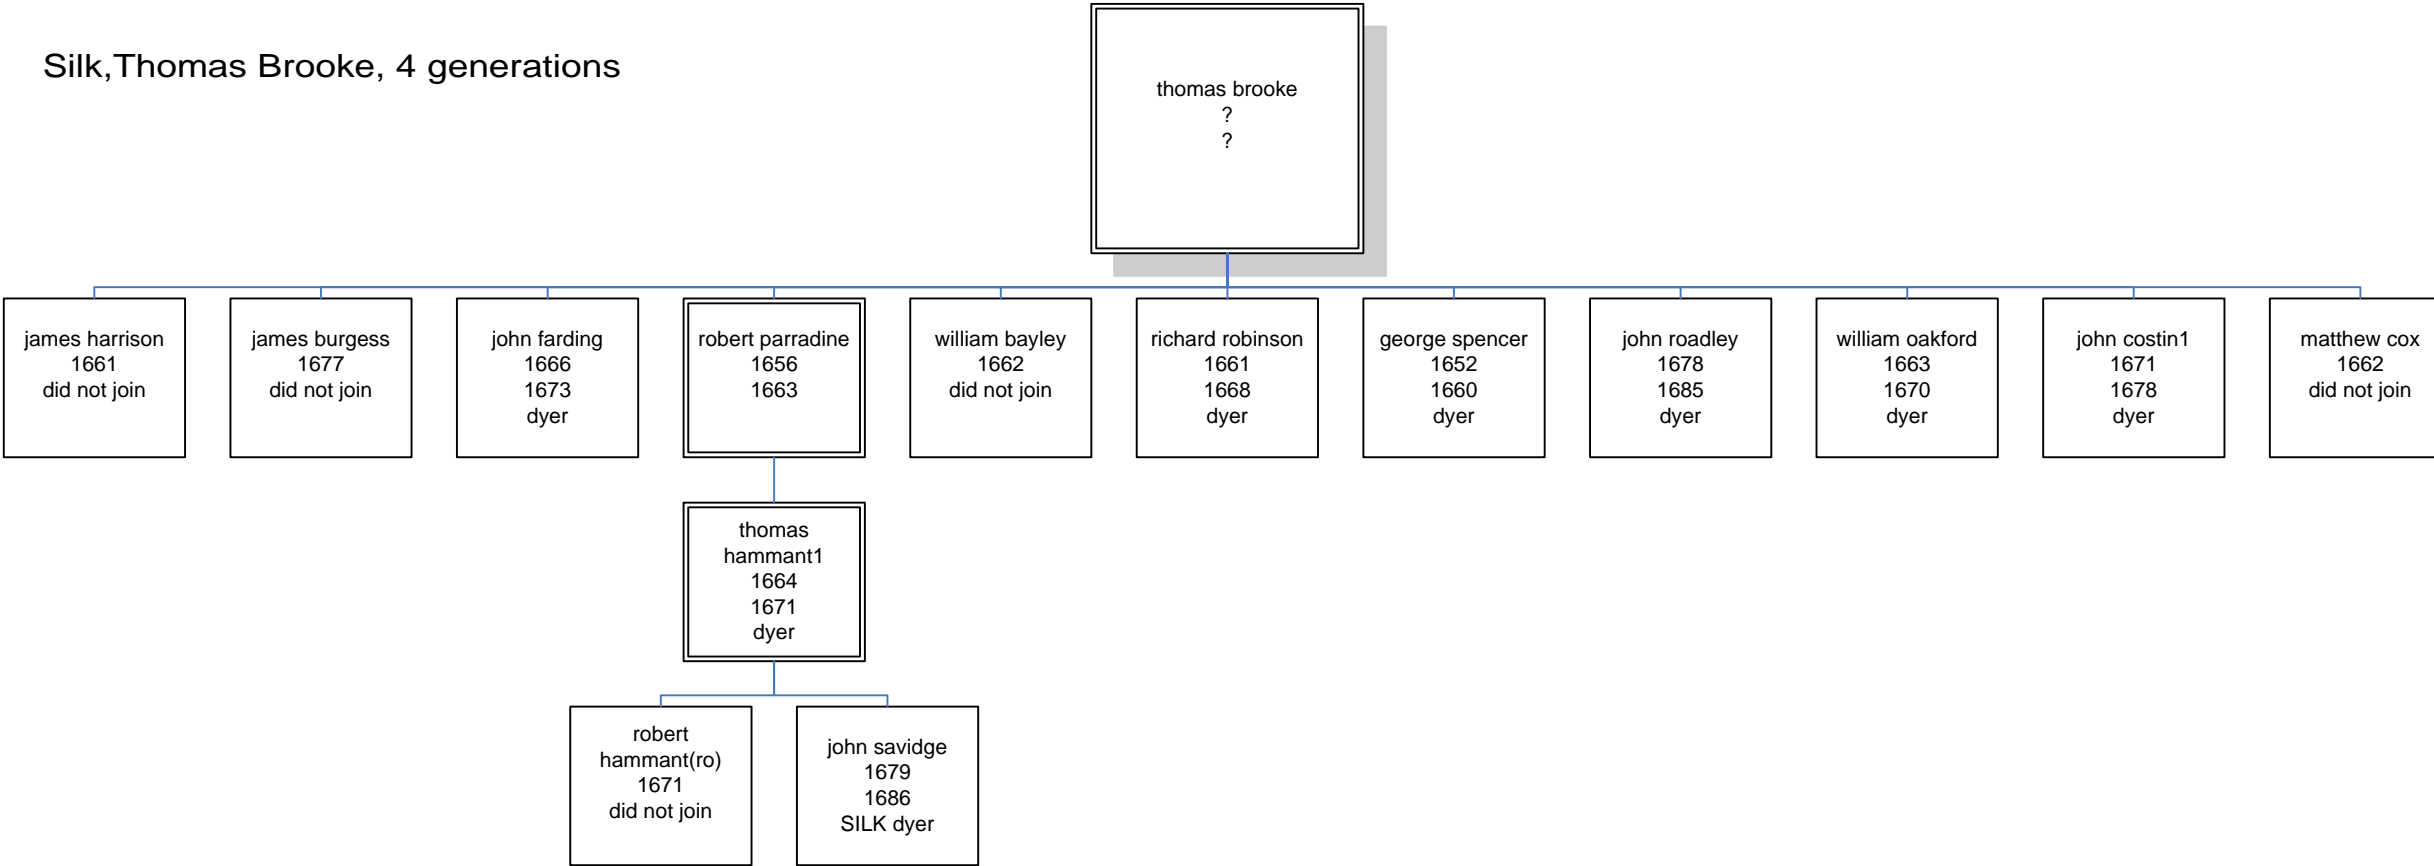 Silk,Thomas Brooke, 4 generations
thomas brooke
?
?
james harrison
1661
did not join
james burgess
1677
did not join
john farding
1666
1673
dyer
robert parradine
1656
1663
william bayley
1662
did not join
richard robinson
1661
1668
dyer
george spencer
1652
1660
dyer
john roadley
1678
1685
dyer
william oakford
1663
1670
dyer
john costin1
1671
1678
dyer
matthew cox
1662
did not join
thomas
hammant1
1664
1671
dyer
robert
hammant(ro)
1671
did not join
john savidge
1679
1686
SILK dyer